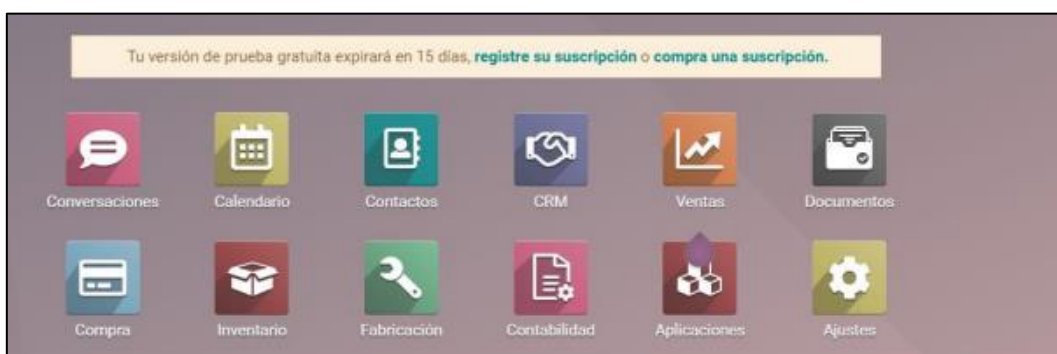 Tu versión de prueba gratuita expirará en 15 días, registre su suscripción o compra una suscripción.
Conversaciones Calendario Contactos CRM Ventas Documentos
Compra Inventario Fabricación Contabilidad Aplicaciones Ajustes